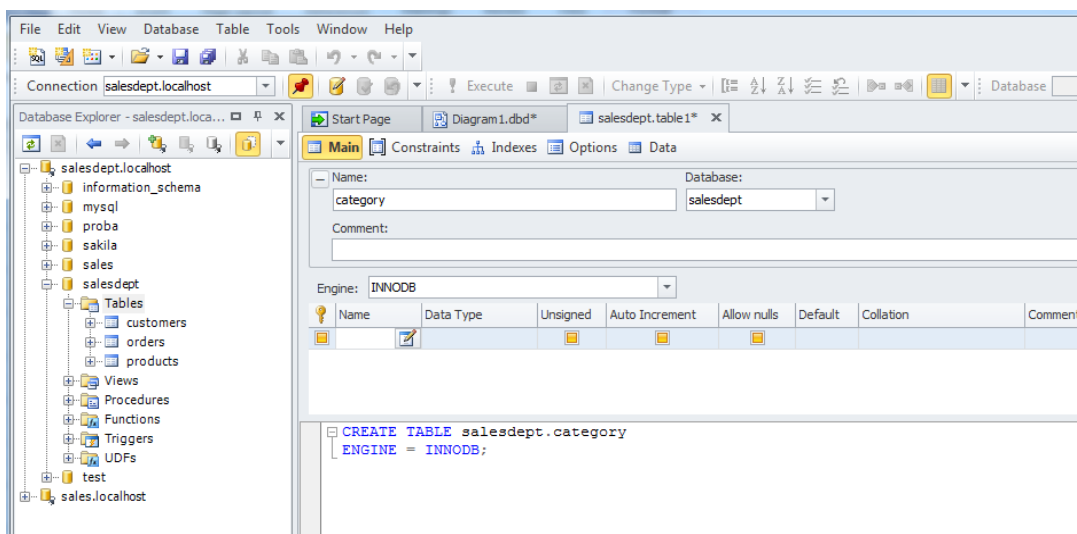 File Edit View Database Table Tools Window Help
Connection salesdept.localhost Execute Change Type Database
Database Explorer - salesdept.loca...
Start Page Diagram1.dbd* salesdept.table1*
Main Constraints Indexes Options Data
salesdept.localhost
information_schema
mysql
proba
sakila
sales
salesdept
Tables
customers
orders
products
Views
Procedures
Functions
Triggers
UDFs
test
sales.localhost
Name: Database:
category salesdept
Comment:
Engine: INNODB
Name Data Type Unsigned Auto Increment Allow nulls Default Collation Comment
CREATE TABLE salesdept.category
ENGINE = INNODB;